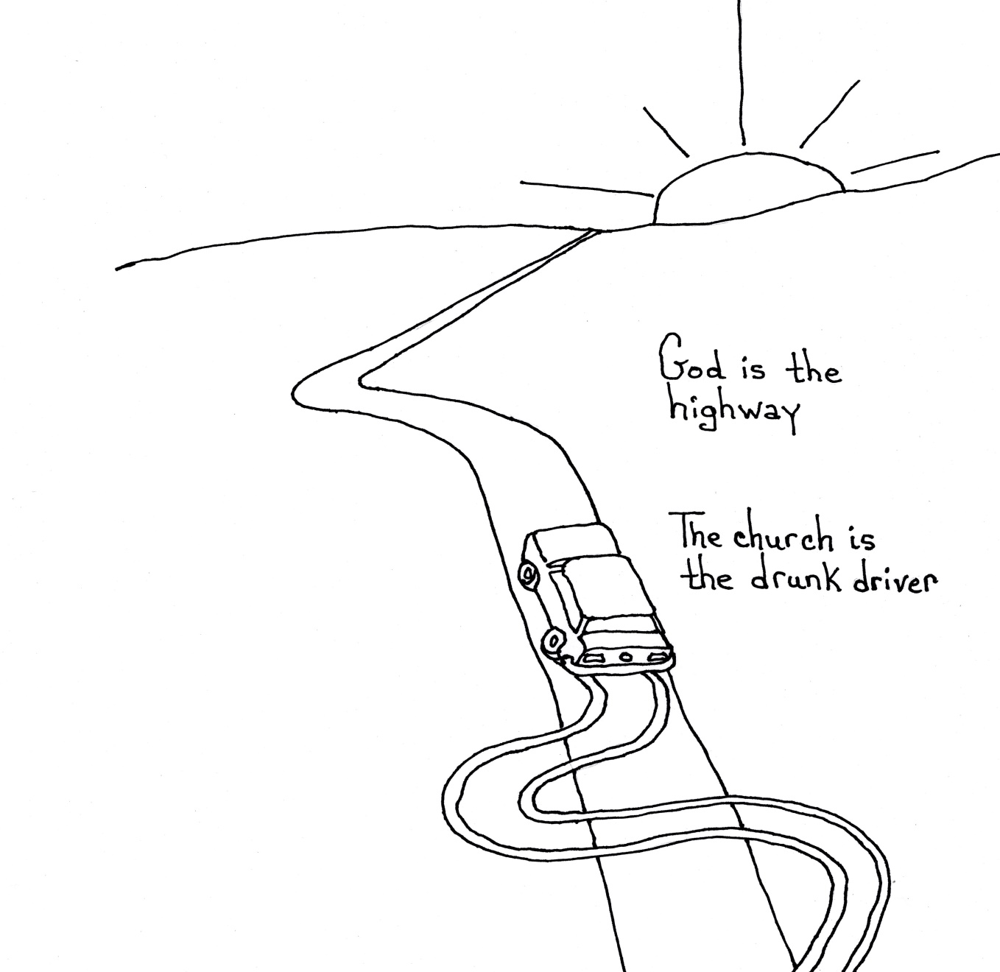 God is the
highway
The church is
the drunk driver